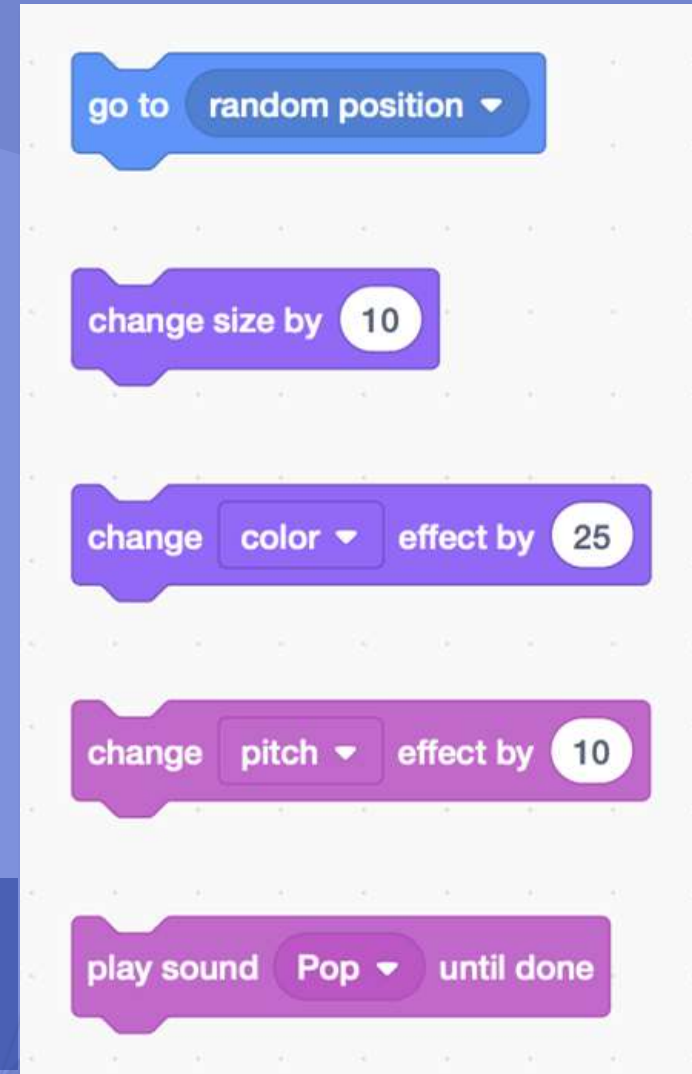 go to random position
change size by 10
change color effect by 25
change pitch effect by 10
play sound Pop until done